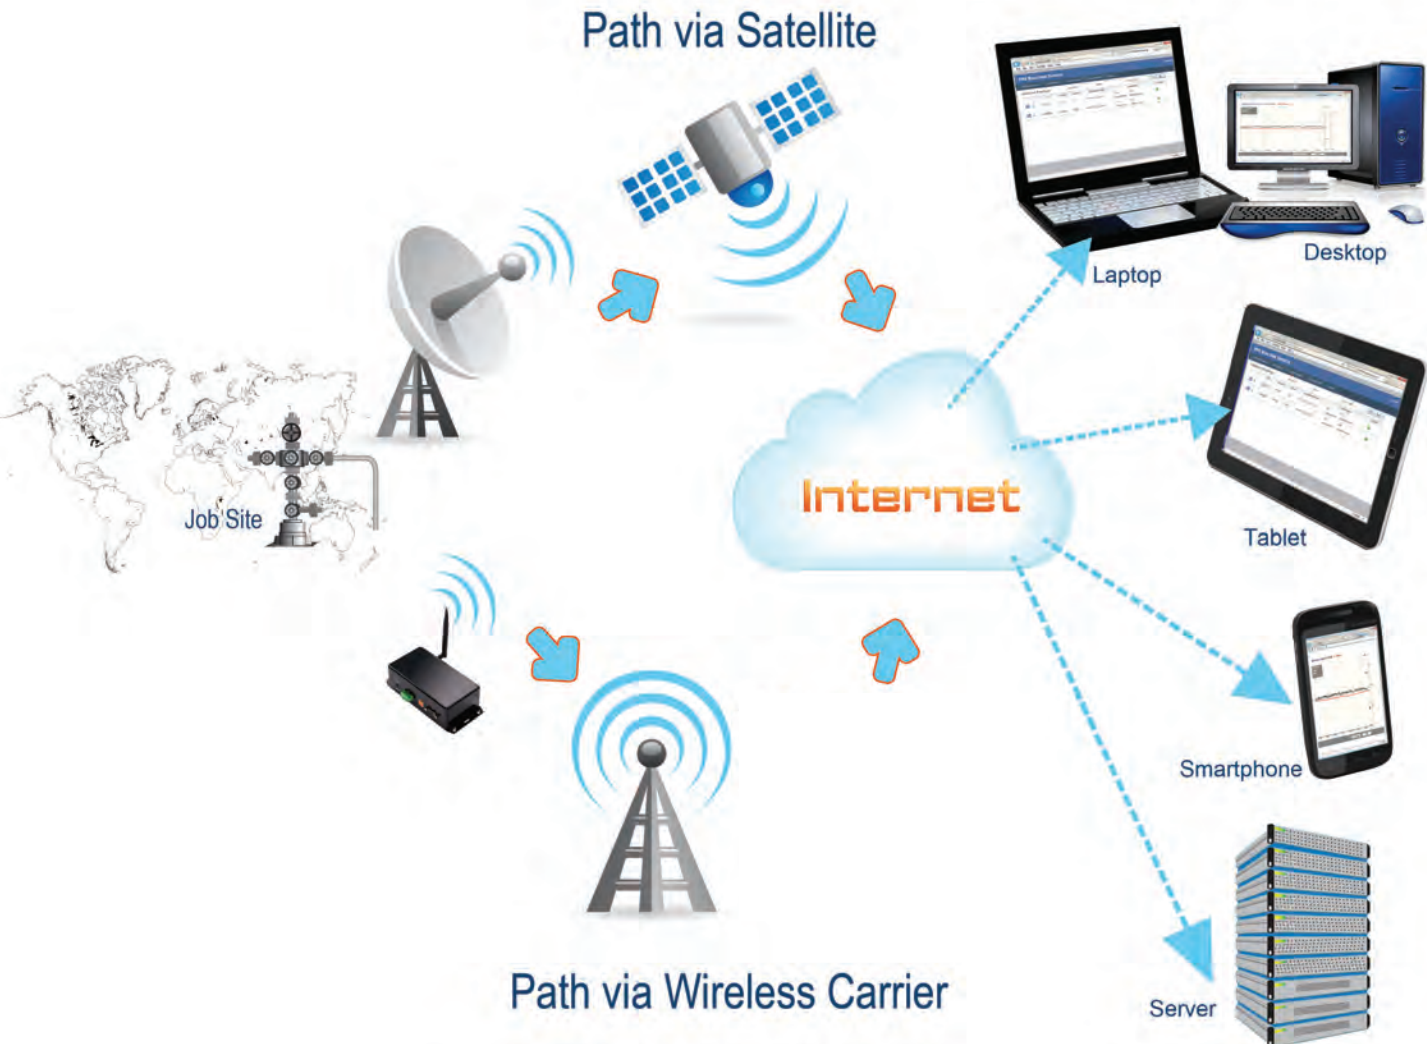 Path via Satellite
Laptop
Desktop
Job Site
Internet
Tablet
Smartphone
Path via Wireless Carrier
Server